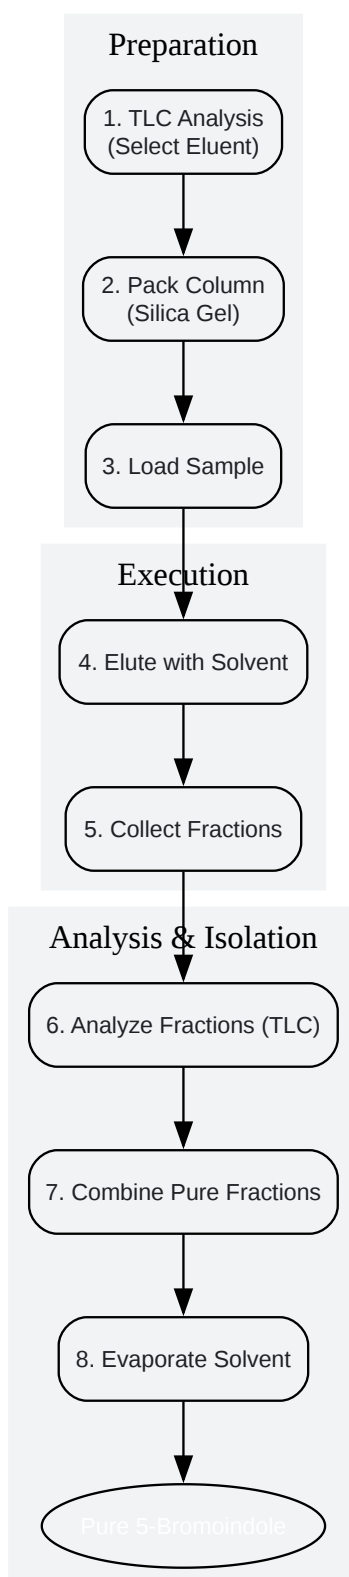 Preparation
1. TLC Analysis
(Select Eluent)
2. Pack Column
(Silica Gel)
3. Load Sample
Execution
4. Elute with Solvent
5. Collect Fractions
Analysis & Isolation
6. Analyze Fractions (TLC)
7. Combine Pure Fractions
8. Evaporate Solvent
Pure 5-Bromoindole